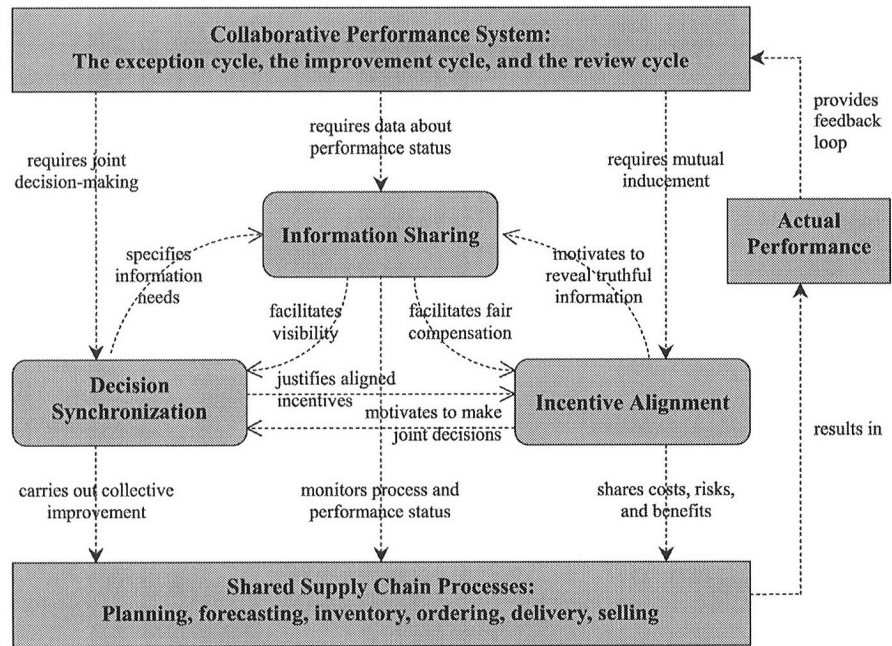 Collaborative Performance System:
The exception cycle, the improvement cycle, and the review cycle
provides
feedback
loop
requires data about
performance status
requires joint
decision-making
requires mutual
inducement
Information Sharing
Actual
Performance
specifies
information
needs
motivates to
reveal truthful
information
facilitates
visibility
facilitates fair
compensation
Decision
Synchronization
justifies aligned
incentives
motivates to make
joint decisions
Incentive Alignment
results in
carries out collective
improvement
monitors process and
performance status
shares costs, risks,
and benefits
Shared Supply Chain Processes:
Planning, forecasting, inventory, ordering, delivery, selling